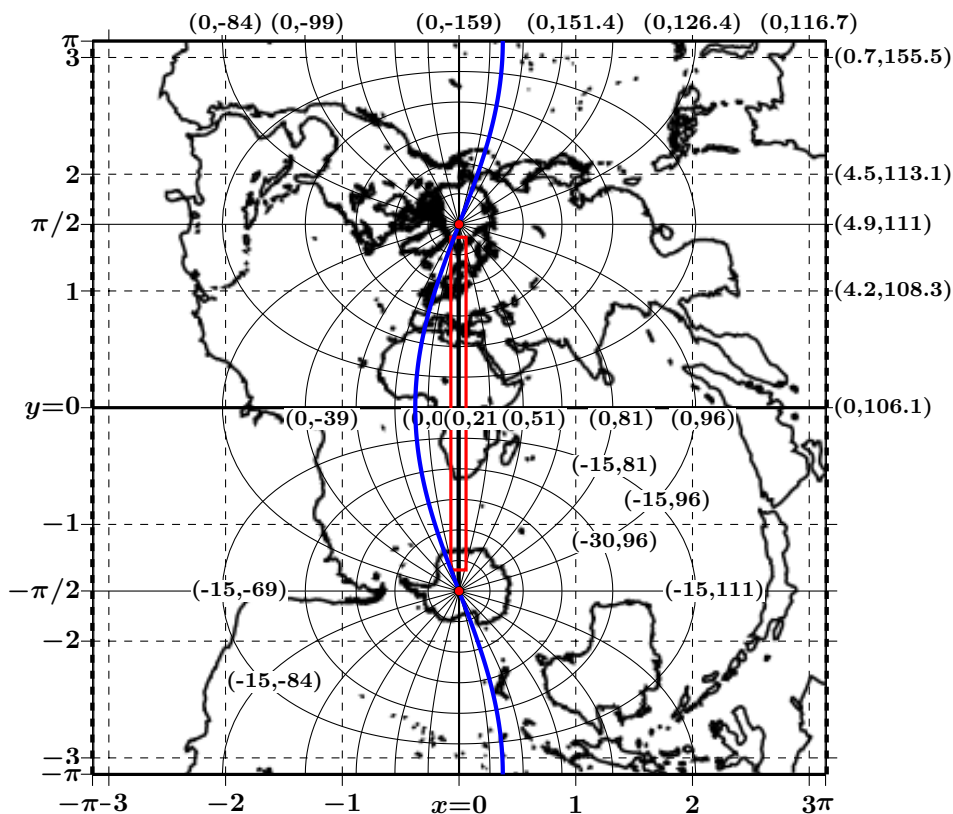 (0,-84) (0,-99) (0,-159) (0,151.4) (0,126.4) (0,116.7)
π
3 (0.7,155.5)
2 (4.5,113.1)
π/2 (4.9,111)
1 (4.2,108.3)
y=0 (0,106.1)
(0,-39) (0,0 (0,21 (0,51) (0,81) (0,96)
(-15,81)
(-15,96)
−1
(-30,96)
−π/2 (-15,-69) (-15,111)
−2
(-15,-84)
−3
−π
−π -3 −2 −1 x=0 1 2 3 π